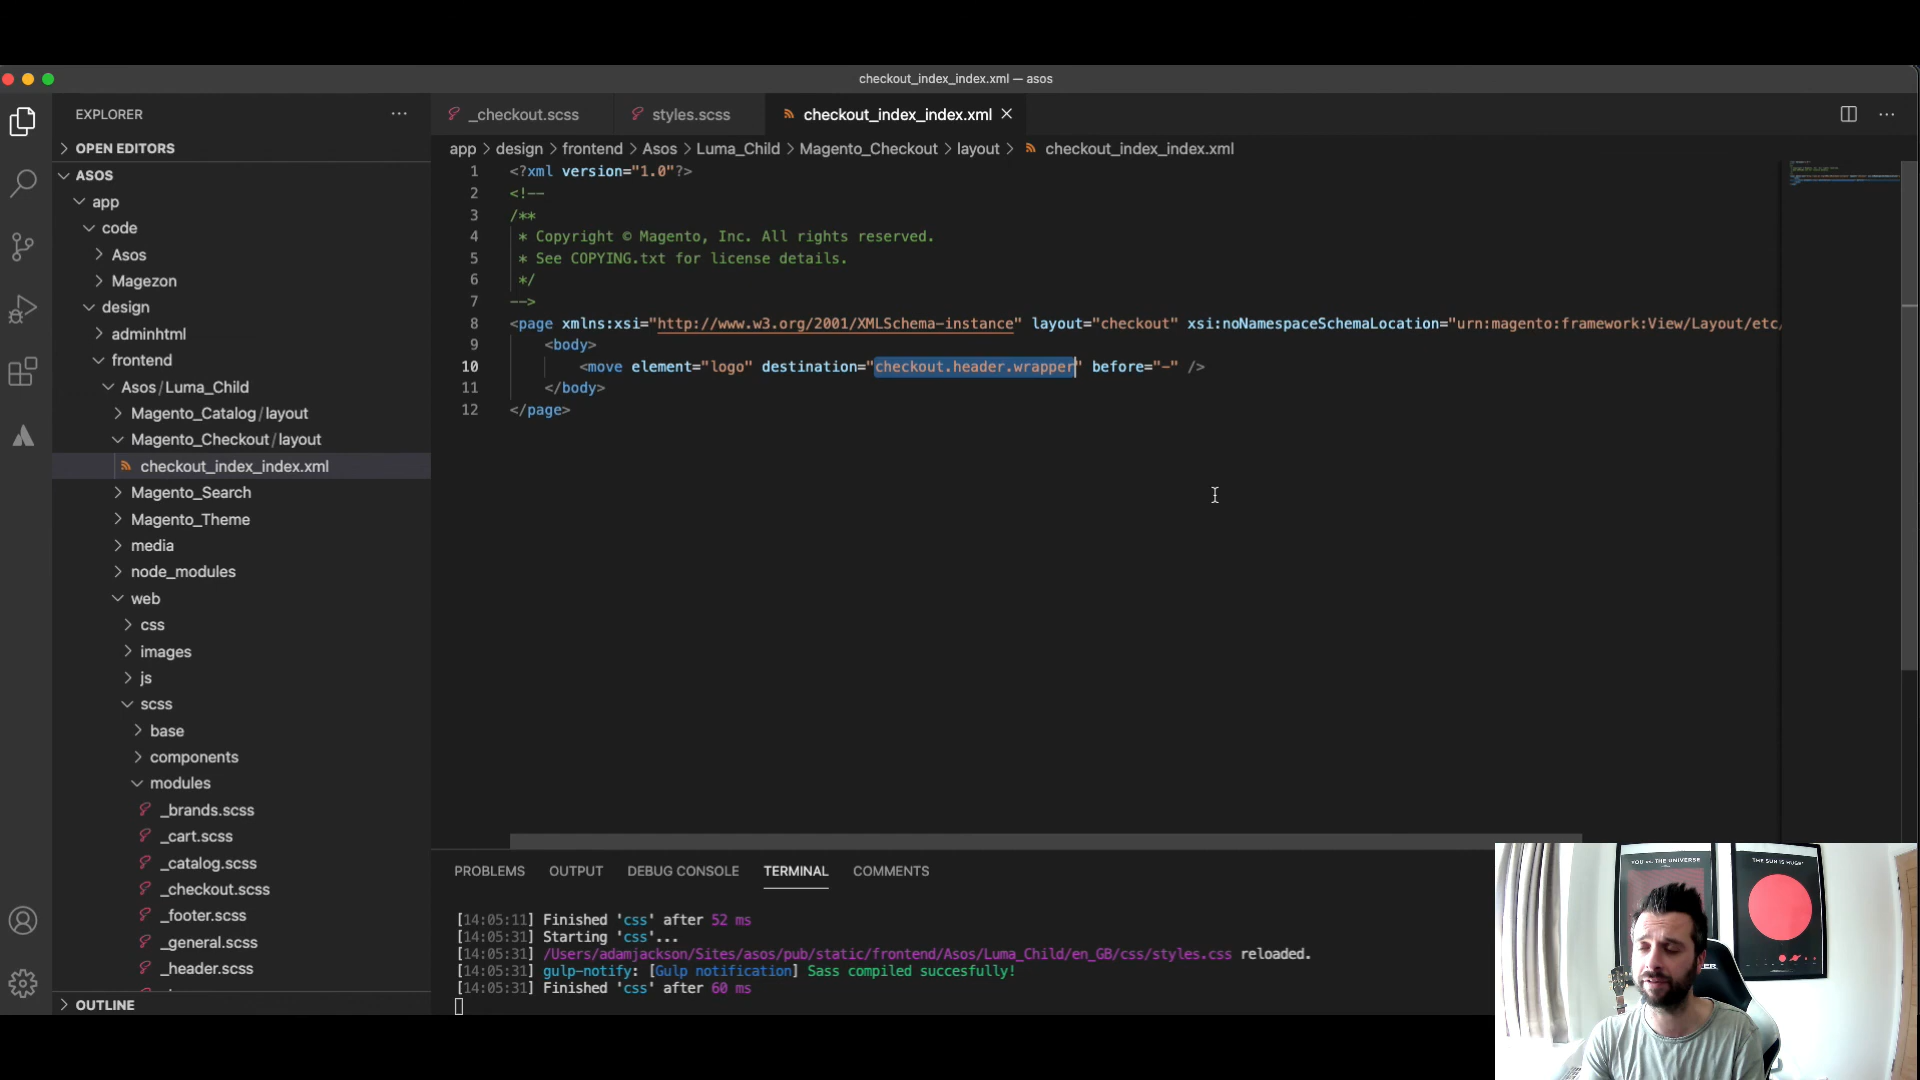 checkout_index_index.xml — asos
EXPLORER
OPEN EDITORS
ASOS
app
code
Asos
Magezon
design
adminhtml
frontend
Asos/Luma_Child
Magento_Catalog/layout
Magento_Checkout/layout
checkout_index_index.xml
Magento_Search
Magento_Theme
media
node_modules
web
css
images
js
scss
base
components
modules
_brands.scss
_cart.scss
_catalog.scss
_checkout.scss
_footer.scss
_general.scss
_header.scss
OUTLINE
_checkout.scss styles.scss checkout_index_index.xml
app > design > frontend > Asos > Luma_Child > Magento_Checkout > layout > checkout_index_index.xml
1 <?xml version="1.0"?>
2 <!--
3 /**
4 * Copyright © Magento, Inc. All rights reserved.
5 * See COPYING.txt for license details.
6 */
7 -->
8 <page xmlns:xsi="http://www.w3.org/2001/XMLSchema-instance" layout="checkout" xsi:noNamespaceSchemaLocation="urn:magento:framework:View/Layout/etc/
9 <body>
10 <move element="logo" destination="checkout.header.wrapper" before="-" />
11 </body>
12 </page>
PROBLEMS OUTPUT DEBUG CONSOLE TERMINAL COMMENTS
[14:05:11] Finished 'css' after 52 ms
[14:05:31] Starting 'css'...
[14:05:31] /Users/adamjackson/Sites/asos/pub/static/frontend/Asos/Luma_Child/en_GB/css/styles.css reloaded.
[14:05:31] gulp-notify: [Gulp notification] Sass compiled succesfully!
[14:05:31] Finished 'css' after 60 ms
YOU vs. THE UNIVERSE
THE SUN IS HUGE*